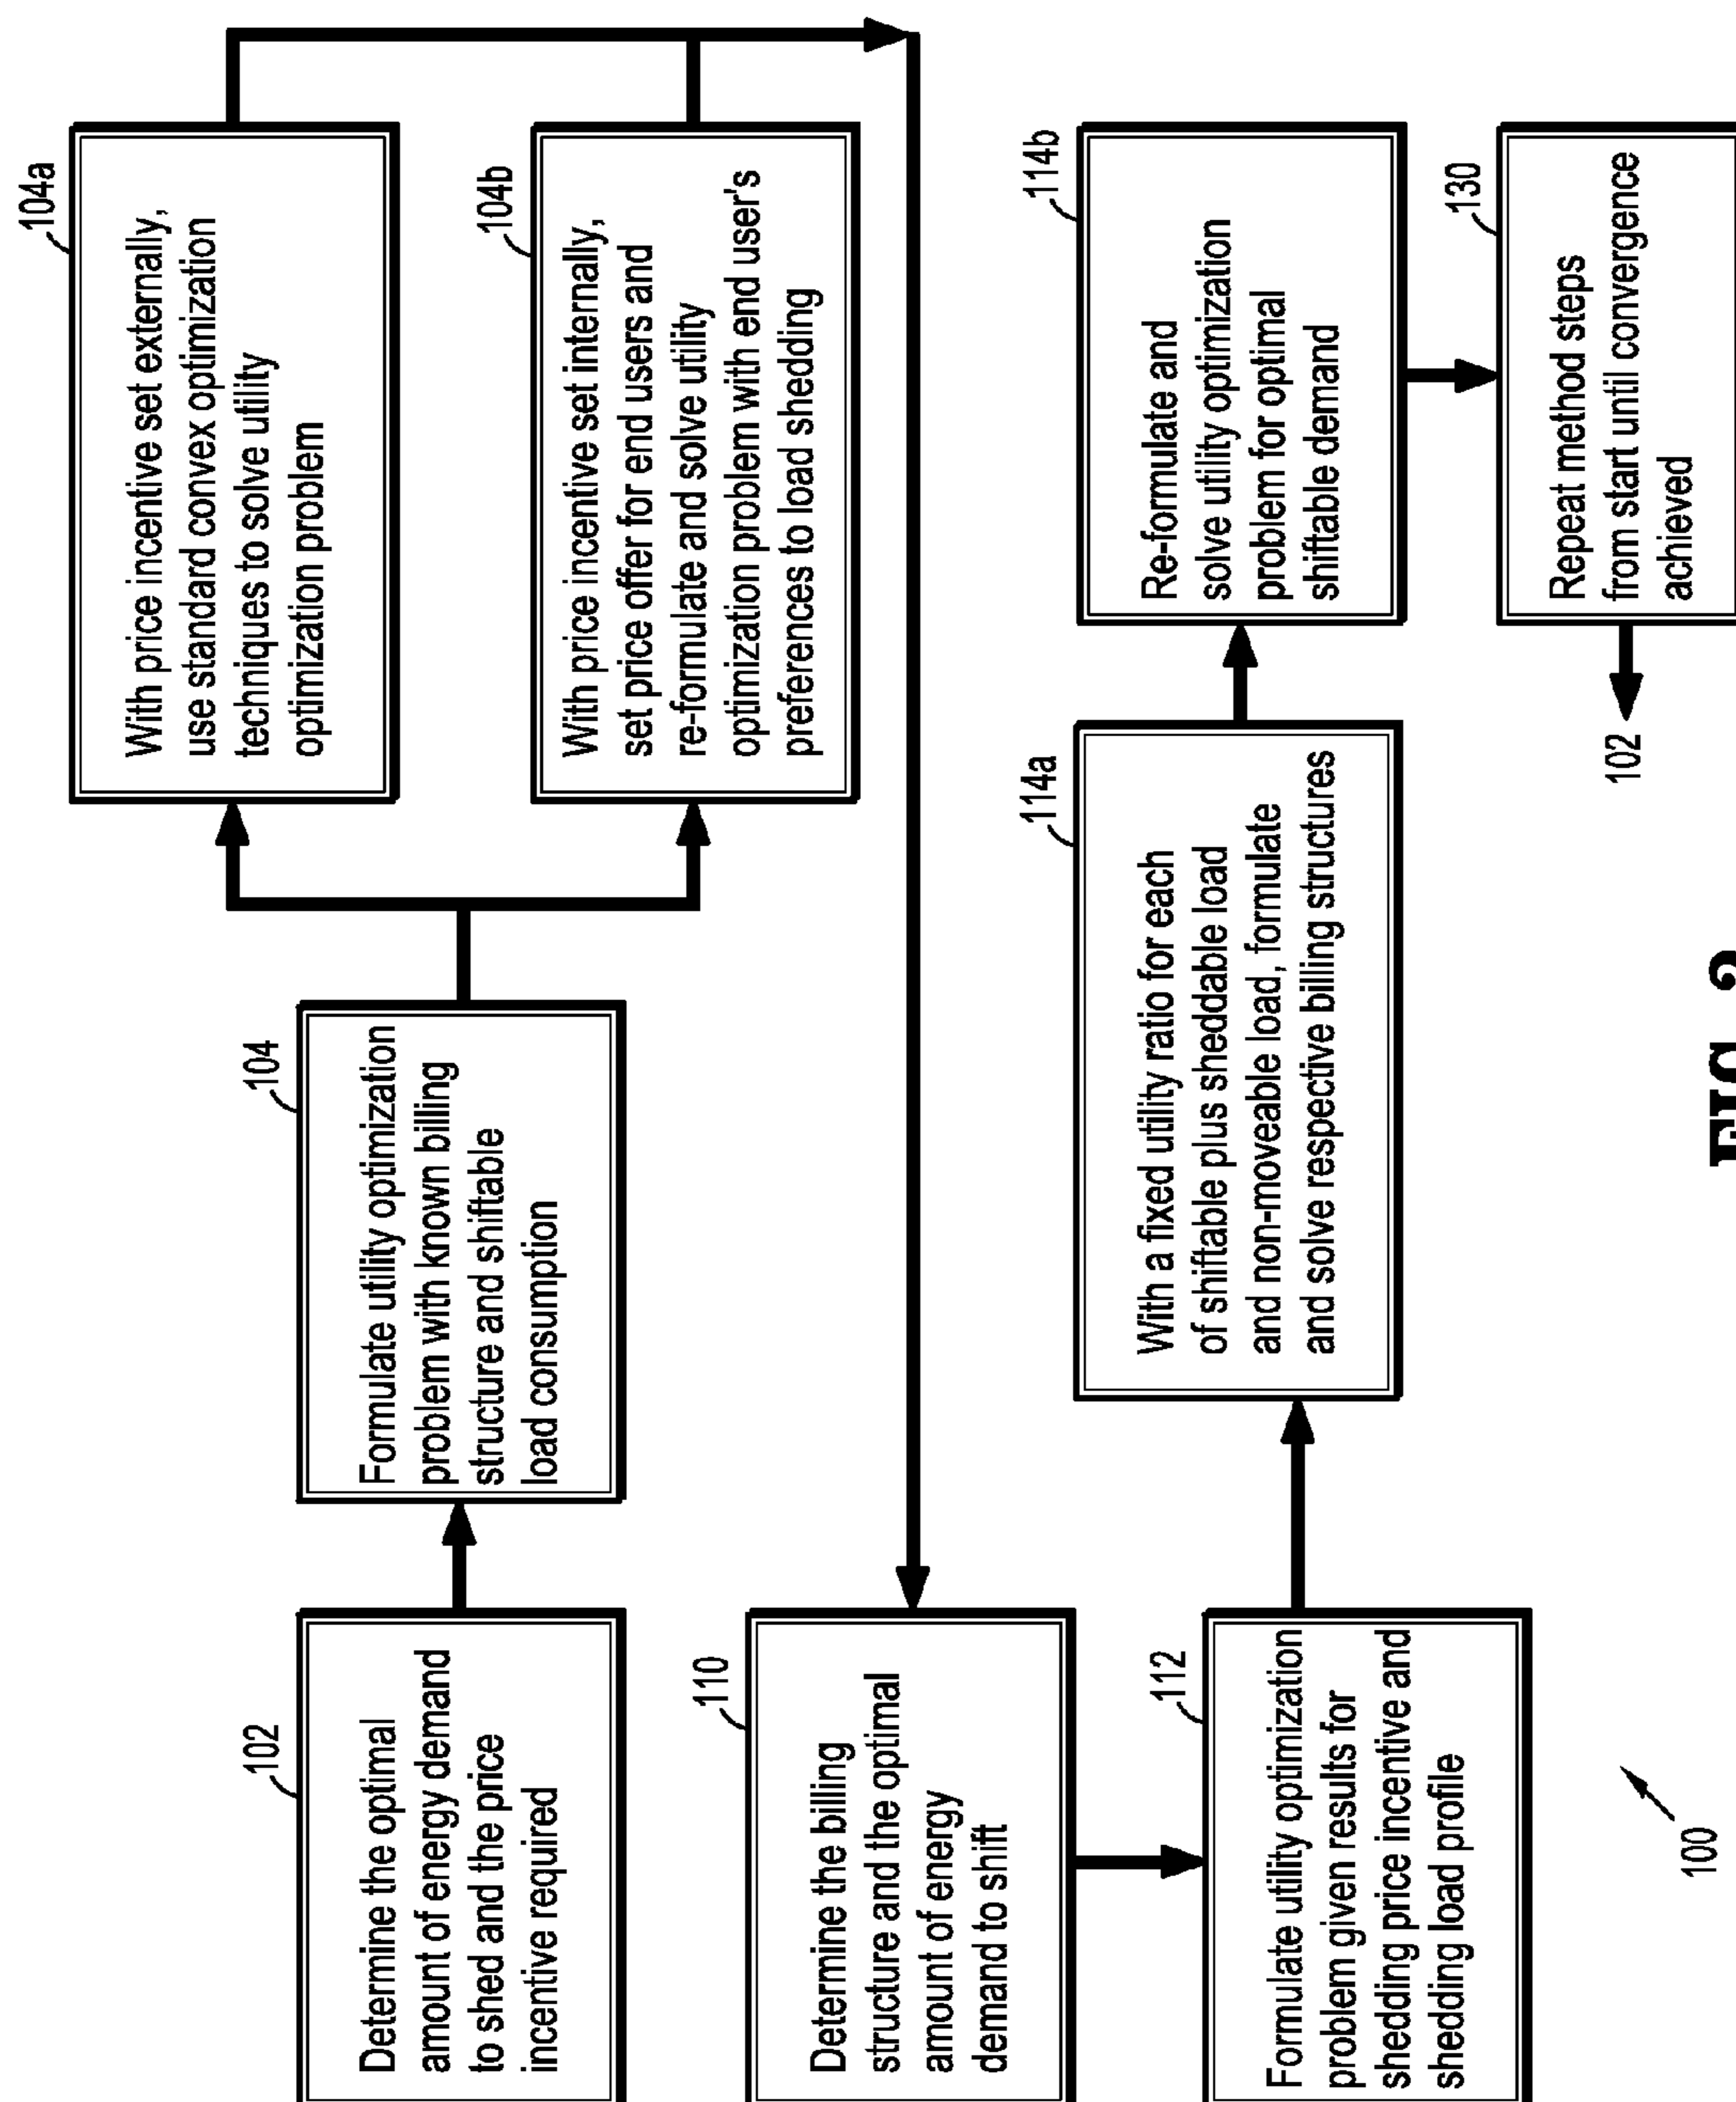 102
Determine the optimal
amount of energy demand
to shed and the price
incentive required
104
Formulate utility optimization
problem with known billing
structure and shiftable
load consumption
104a
With price incentive set externally,
use standard convex optimization
techniques to solve utility
optimization problem
104b
With price incentive set internally,
set price offer for end users and
re-formulate and solve utility
optimization problem with end user's
preferences to load shedding
110
Determine the billing
structure and the optimal
amount of energy
demand to shift
112
Formulate utility optimization
problem given results for
shedding price incentive and
shedding load profile
114a
With a fixed utility ratio for each
of shiftable plus sheddable load
and non-moveable load, formulate
and solve respective billing structures
114b
Re-formulate and
solve utility optimization
problem for optimal
shiftable demand
130
Repeat method steps
from start until convergence
achieved
102
100
FIG.